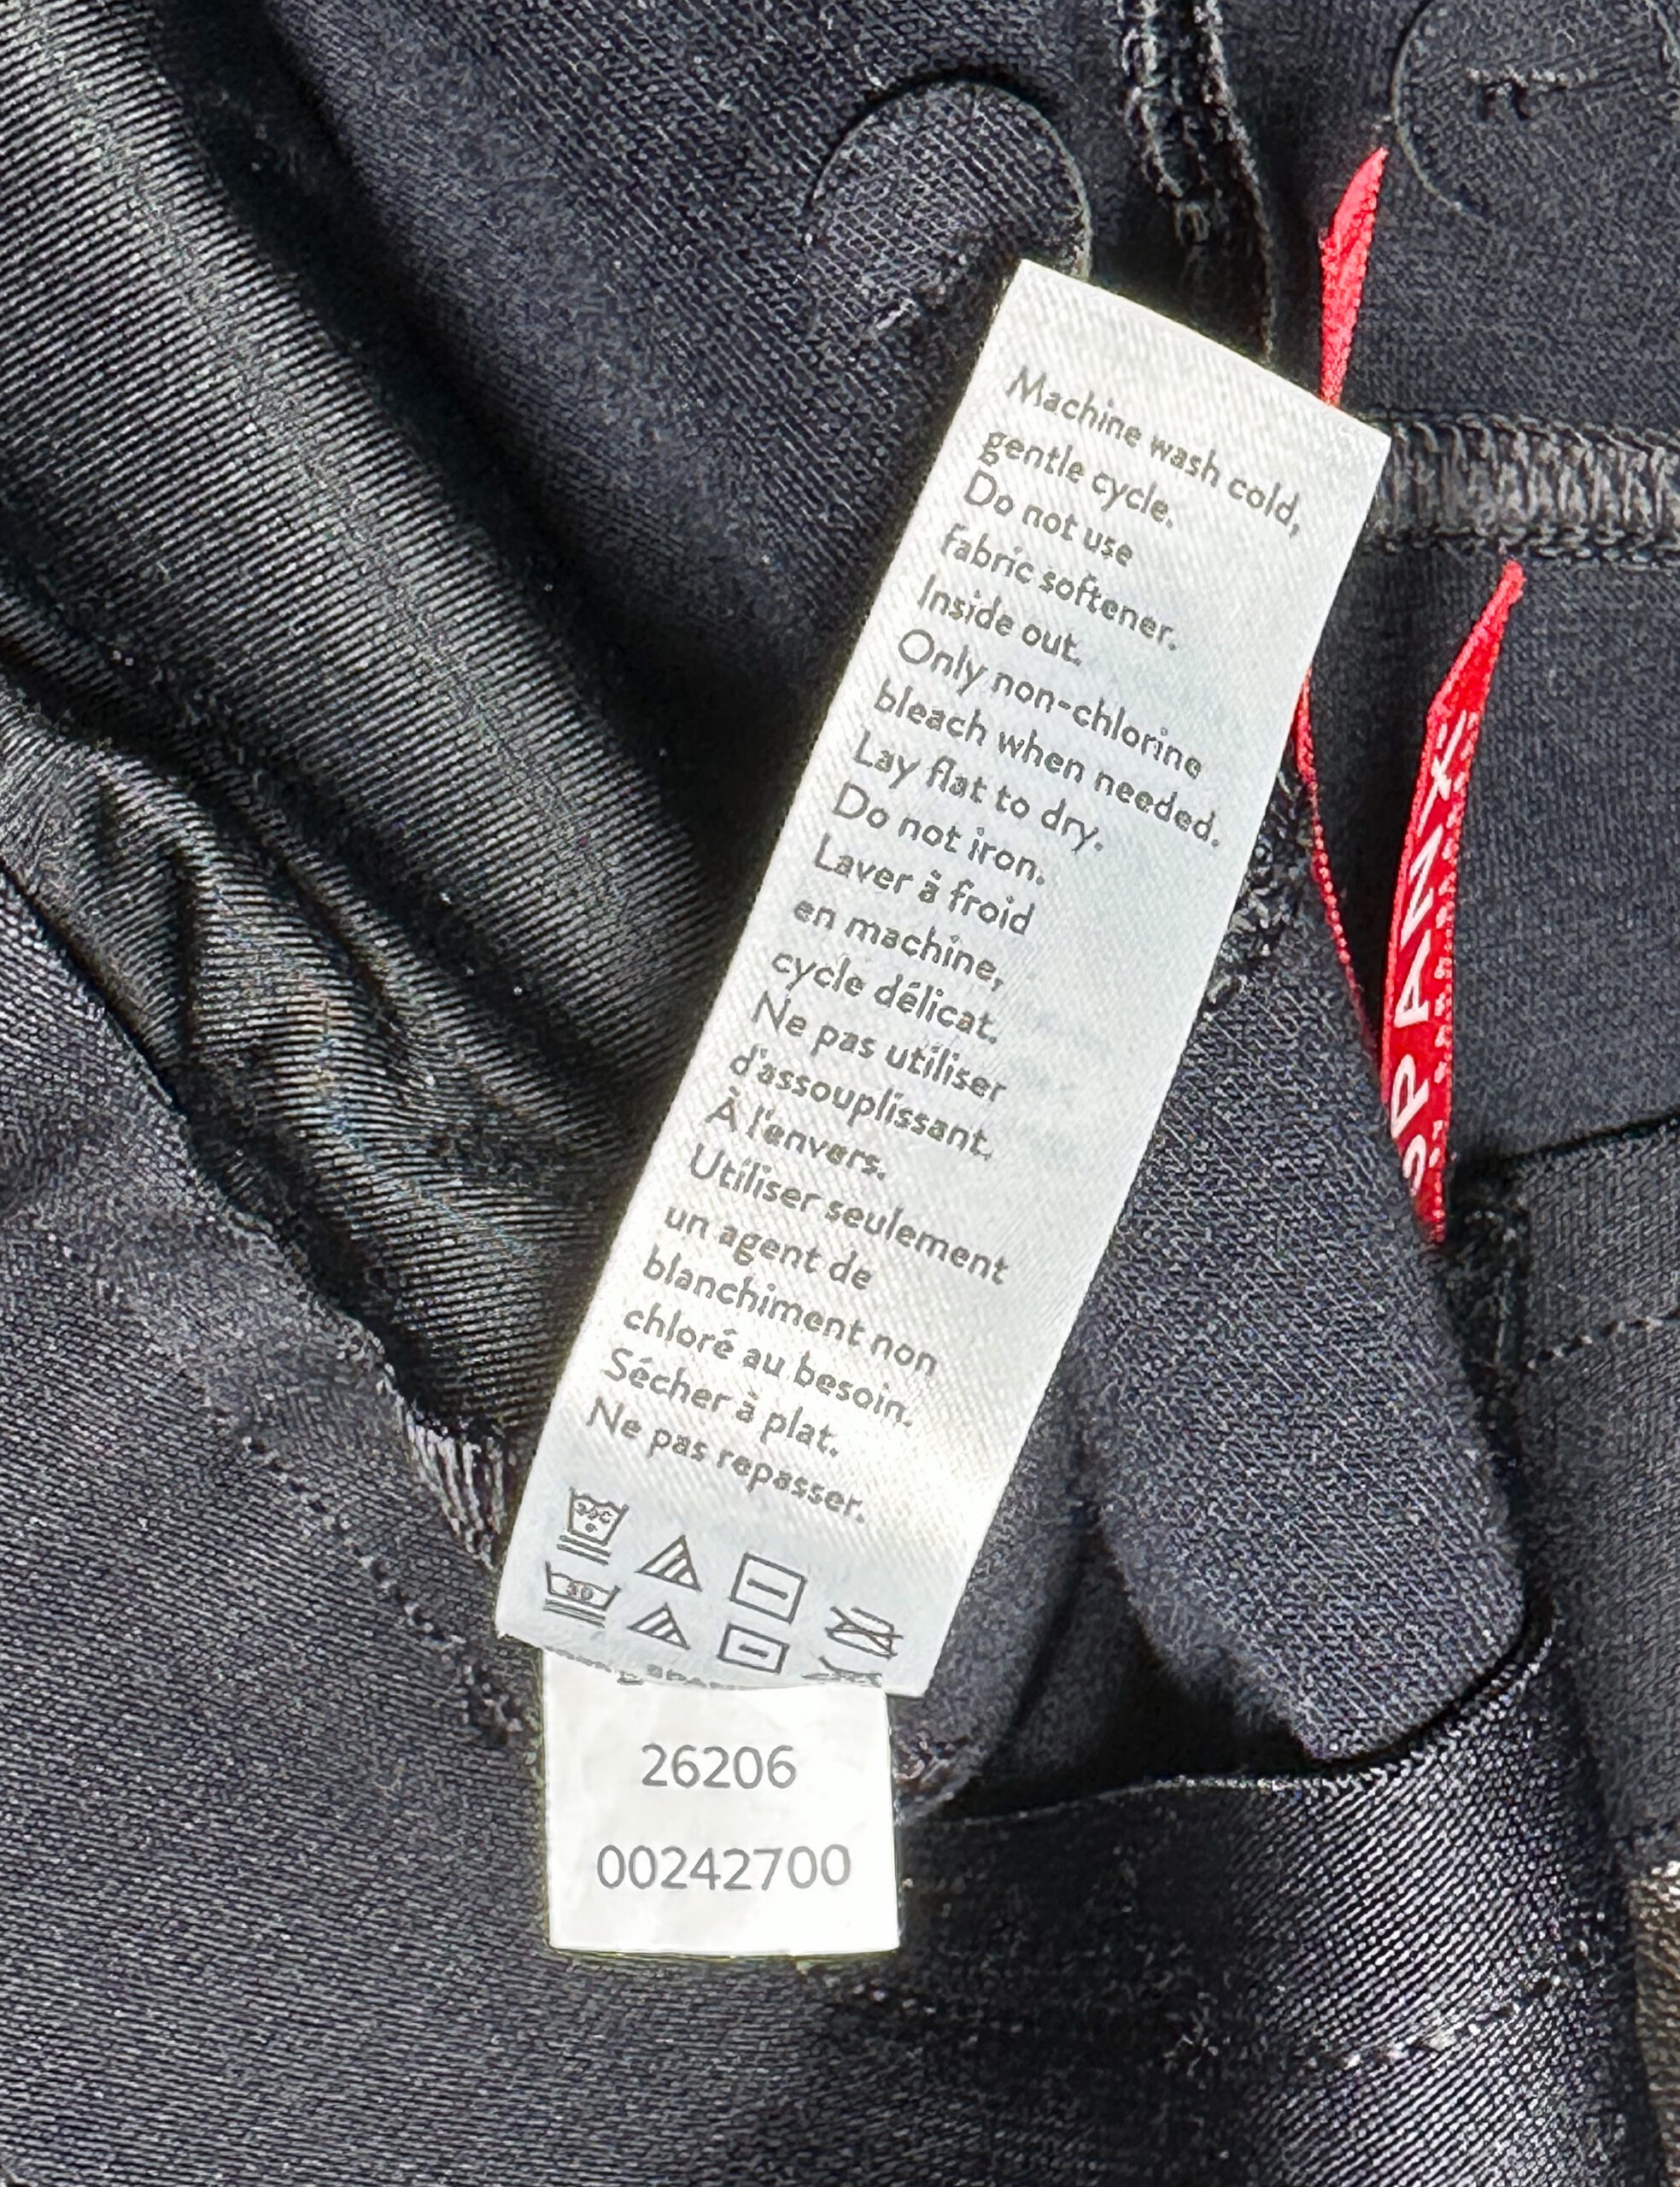 Machine wash cold,
gentle cycle.
Do not use
fabric softener.
Inside out.
Only non-chlorine
bleach when needed.
Lay flat to dry.
Do not iron.
Laver à froid
en machine,
cycle délicat.
Ne pas utiliser
d'assouplissant.
À l'envers.
Utiliser seulement
un agent de
blanchiment non
chloré au besoin.
Sécher à plat.
Ne pas repasser.
30
26206
00242700
SPANX